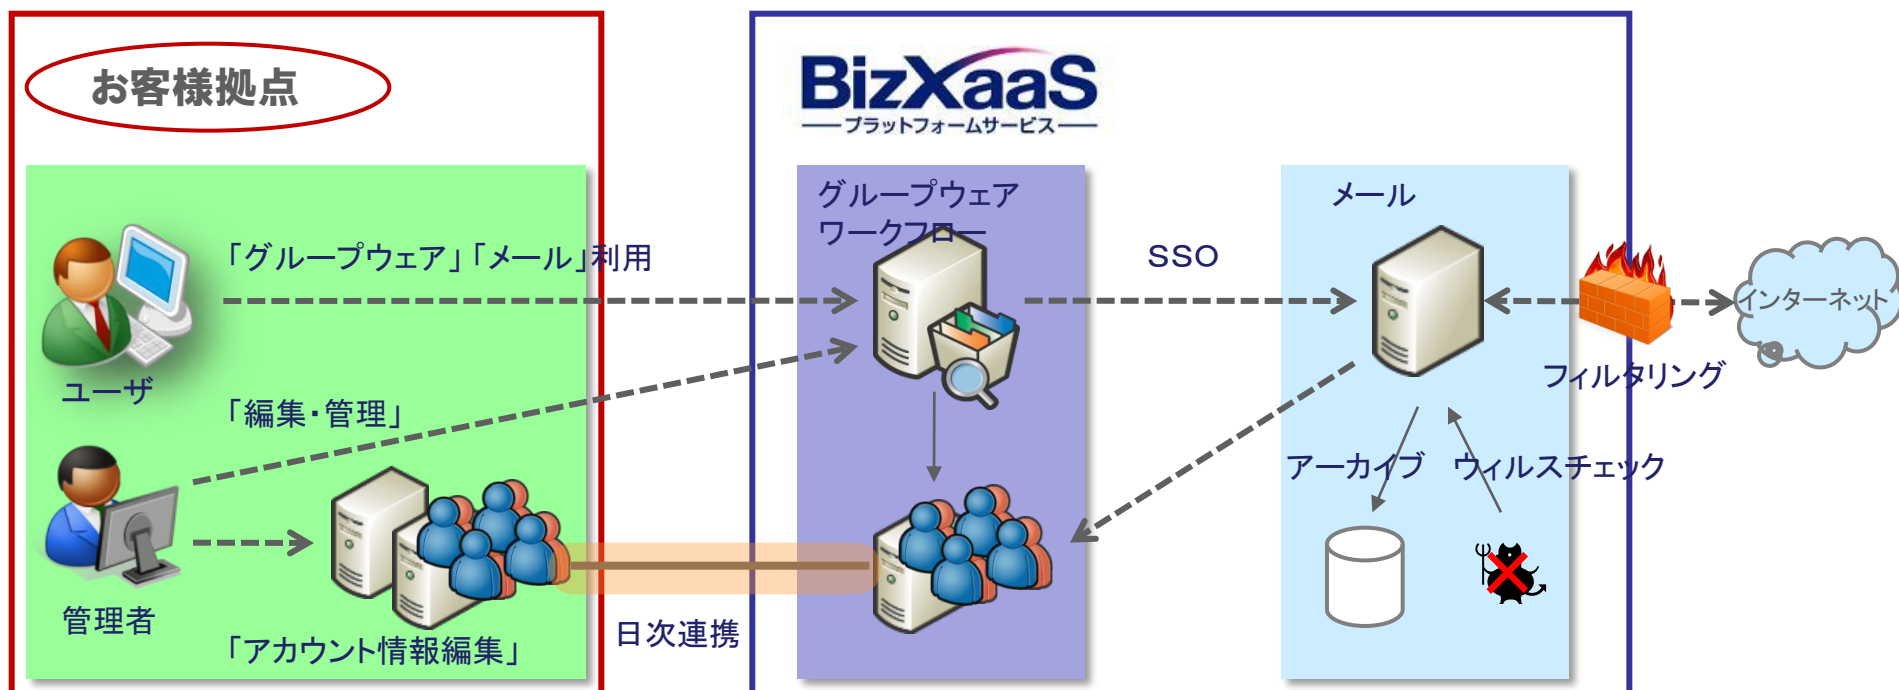 お客様拠点
BizXaaS
プラットフォームサービス
グループウェア
ワークフロー
メール
「グループウェア」「メール」利用
SSO
インターネット
ユーザ
フィルタリング
「編集・管理」
アーカイブ
ウィルスチェック
管理者
日次連携
「アカウント情報編集」